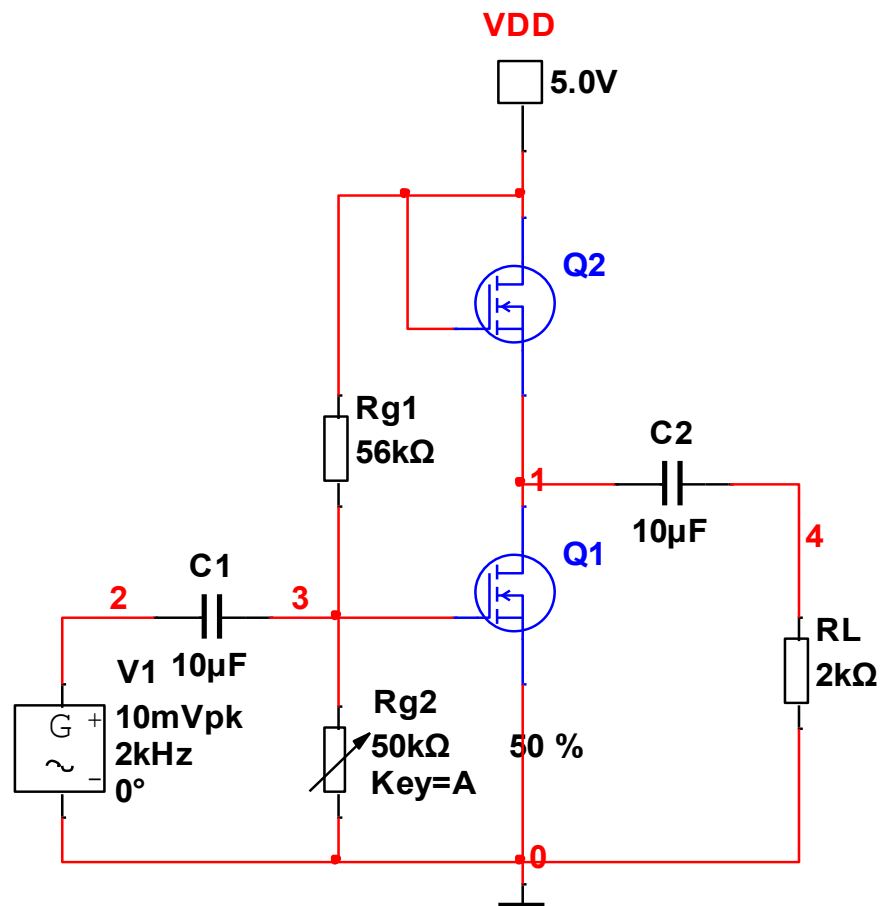 VDD
5.0V
Q2
Rg1
56kΩ
C2
1
10µF
4
Q1
C1
2
3
10µF
RL
2kΩ
V1
10mVpk
2kHz
0°
G
+
−
Rg2
50kΩ
50 %
Key=A
0